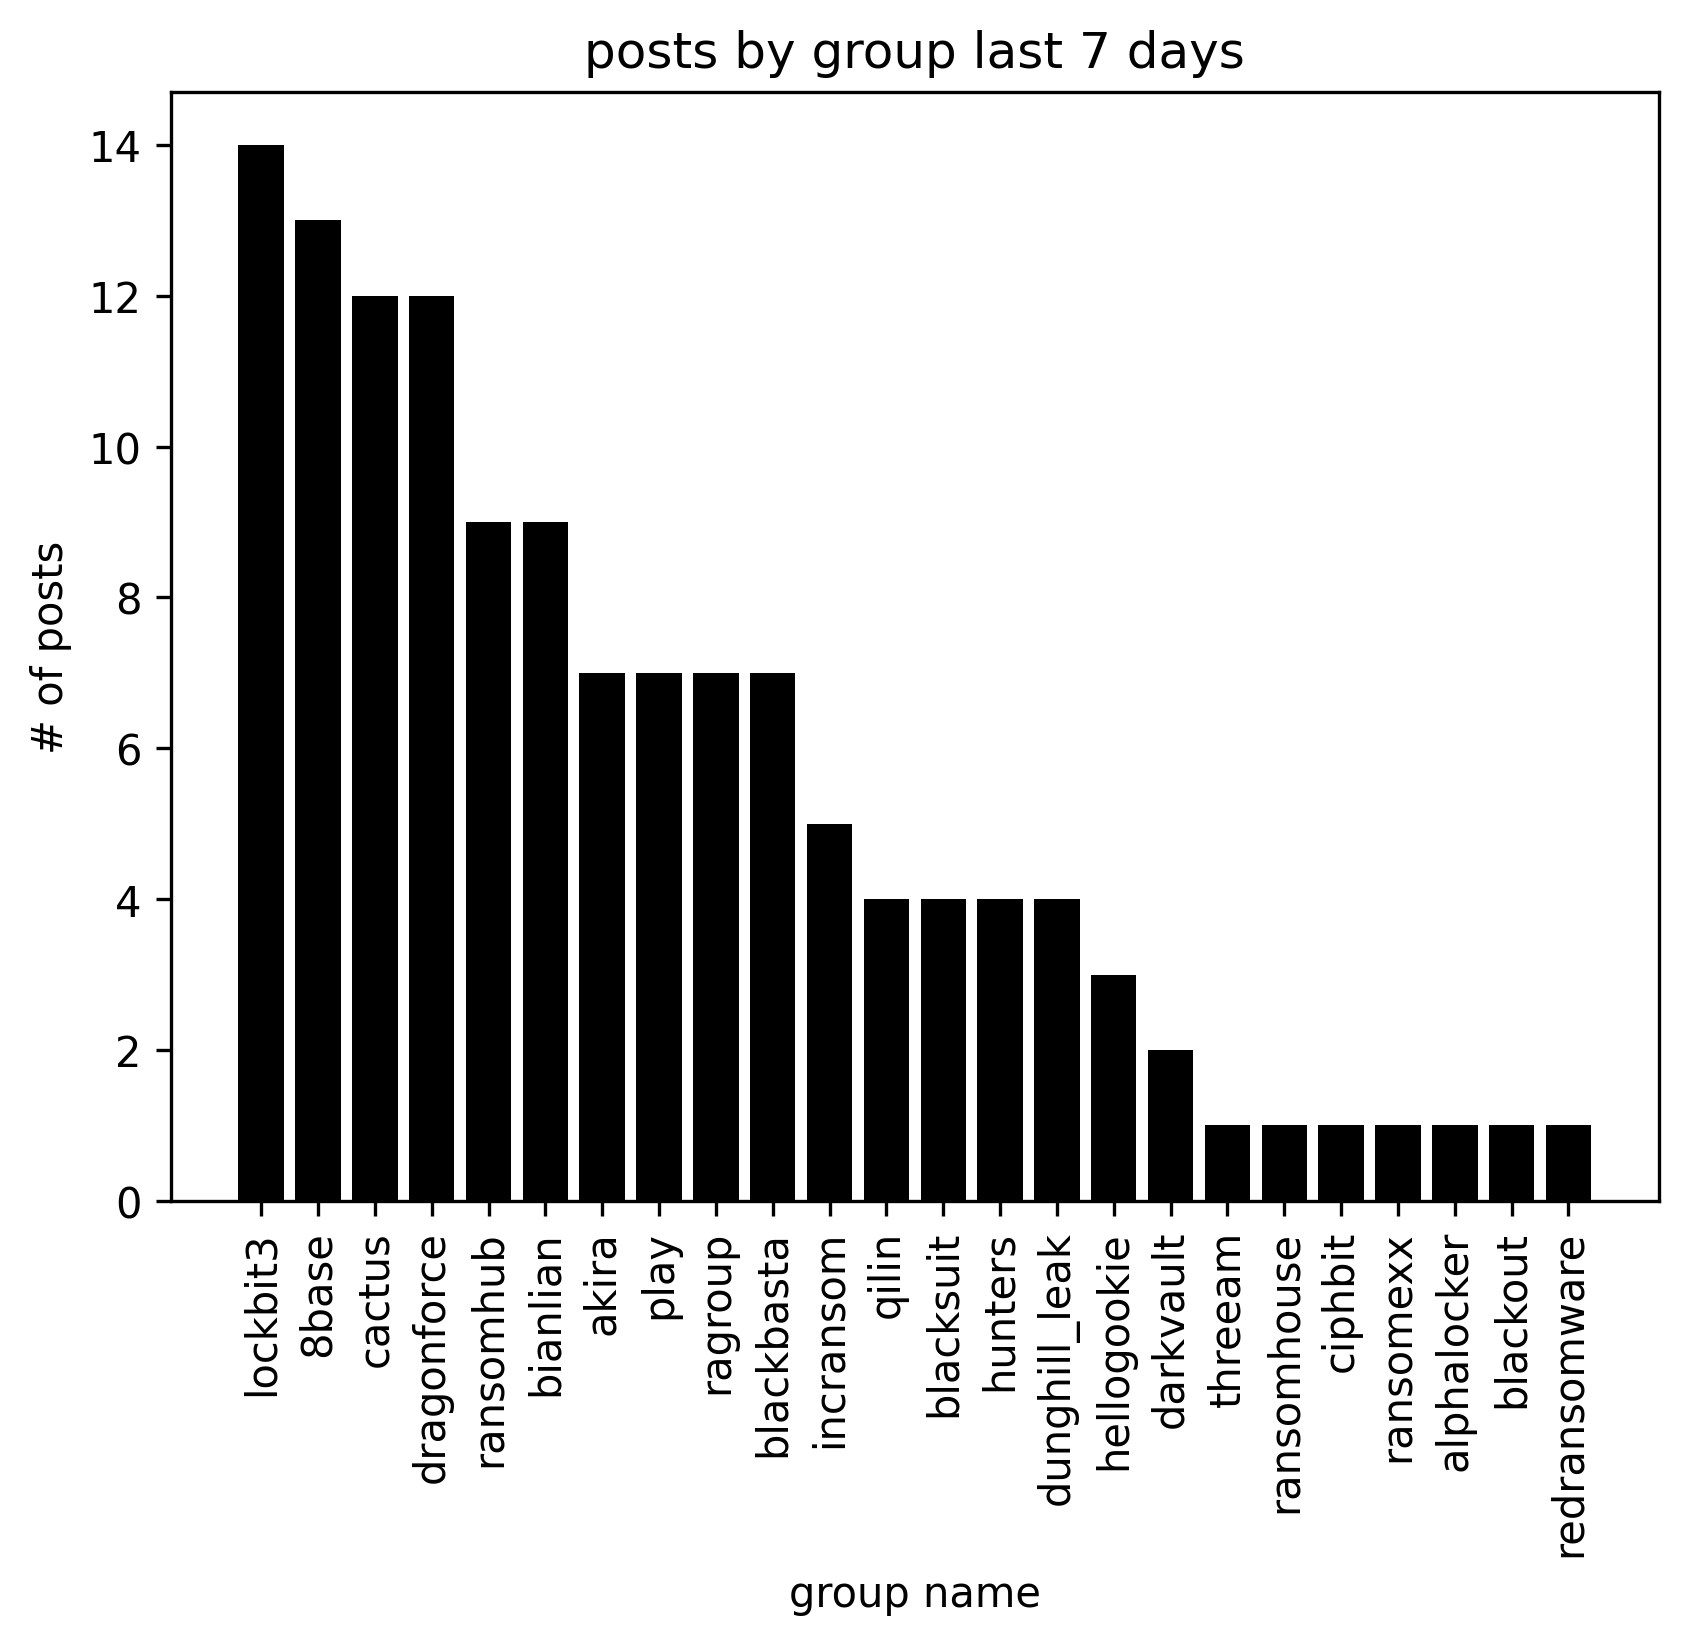 posts by group last 7 days
14
12
10
8
6
4
2
0
# of posts
lockbit3
8base
cactus
dragonforce
ransomhub
bianlian
akira
play
ragroup
blackbasta
incransom
qilin
blacksuit
hunters
dunghill_leak
hellogookie
darkvault
threeam
ransomhouse
ciphbit
ransomexx
alphalocker
blackout
redransomware
group name